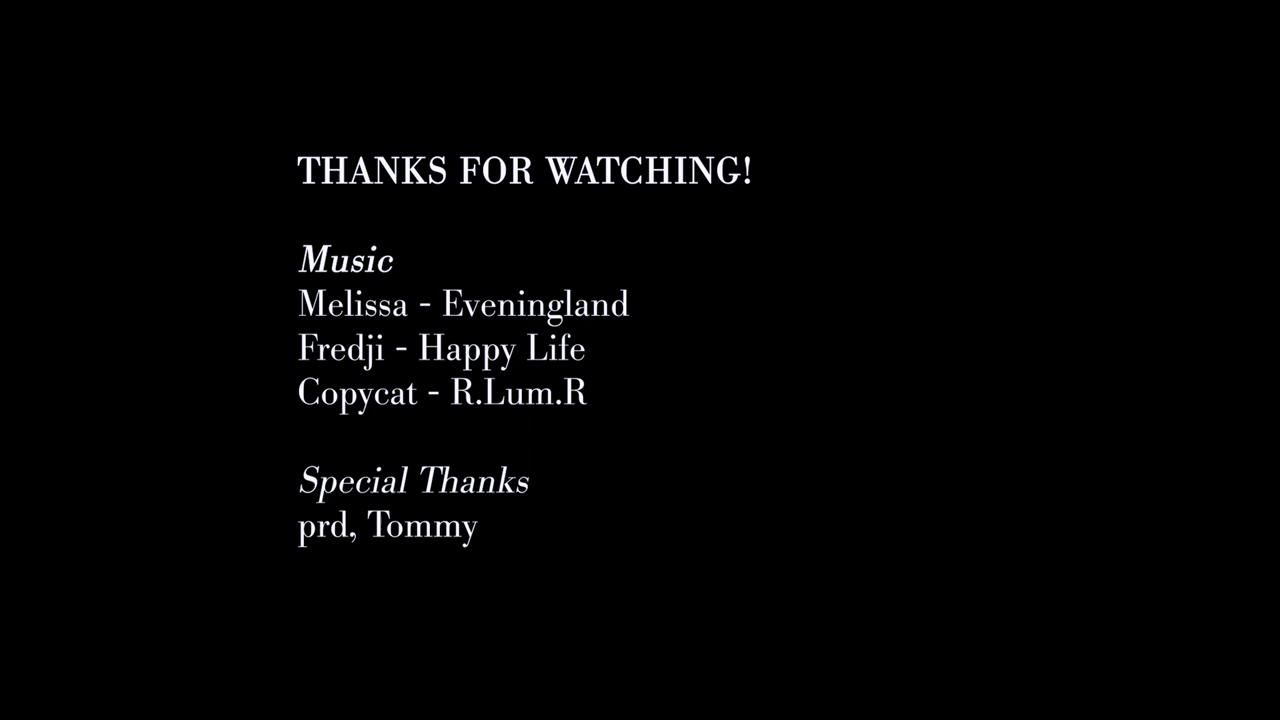 THANKS FOR WATCHING!
Music
Melissa - Eveningland
Fredji - Happy Life
Copycat - R.Lum.R
Special Thanks
prd, Tommy